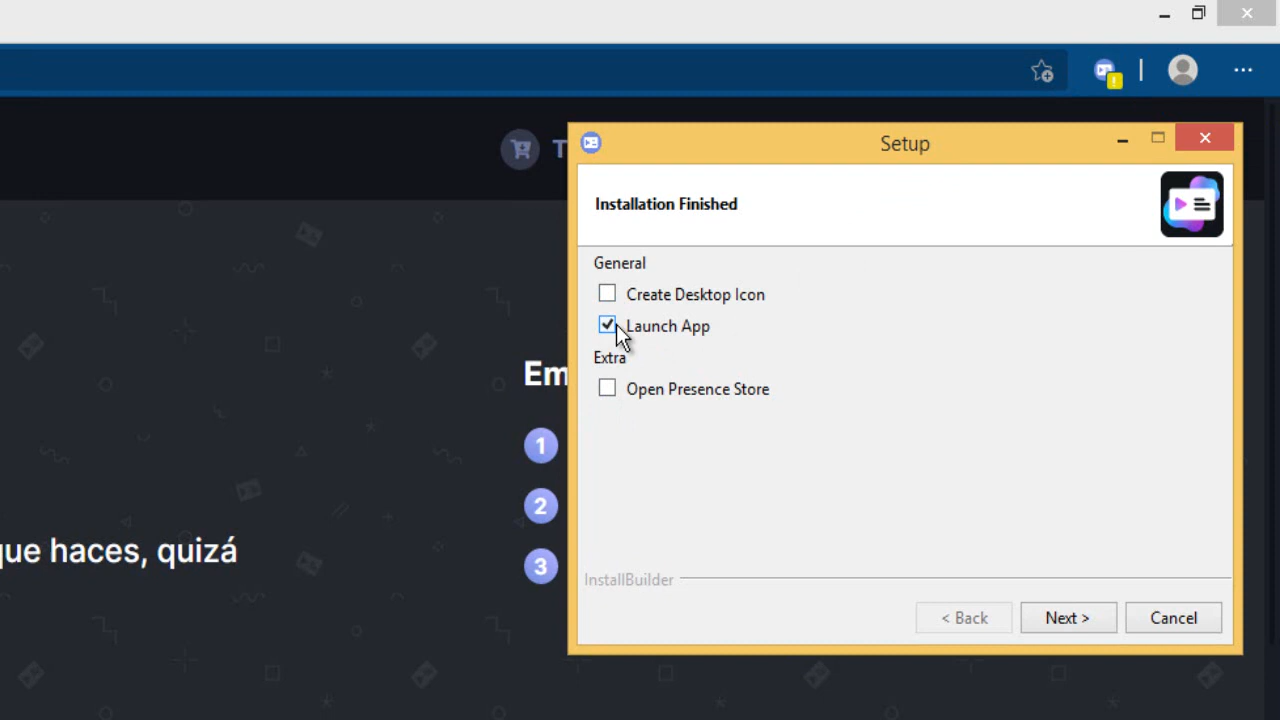 Setup
Installation Finished
General
Create Desktop Icon
Launch App
Extra
Open Presence Store
InstallBuilder
< Back
Next >
Cancel
T
Em
1
2
3
que haces, quizá